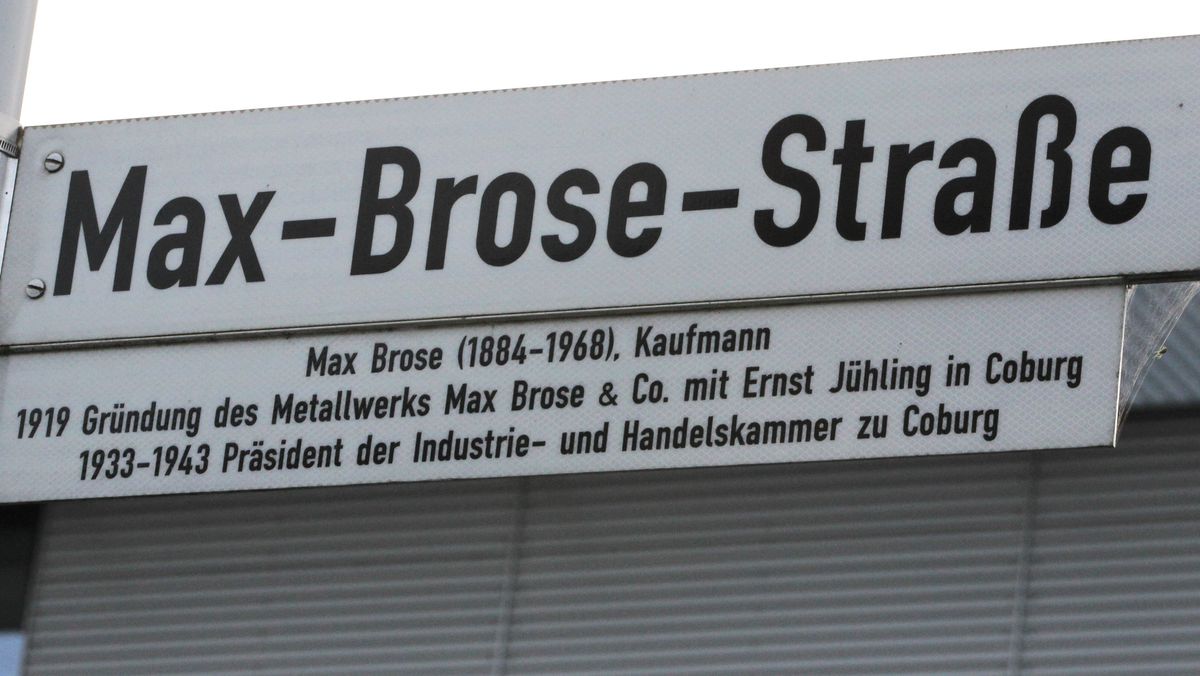 Max-Brose-Straße
Max Brose (1884-1968), Kaufmann
1919 Gründung des Metallwerks Max Brose & Co. mit Ernst Jühling in Coburg
1933-1943 Präsident der Industrie- und Handelskammer zu Coburg